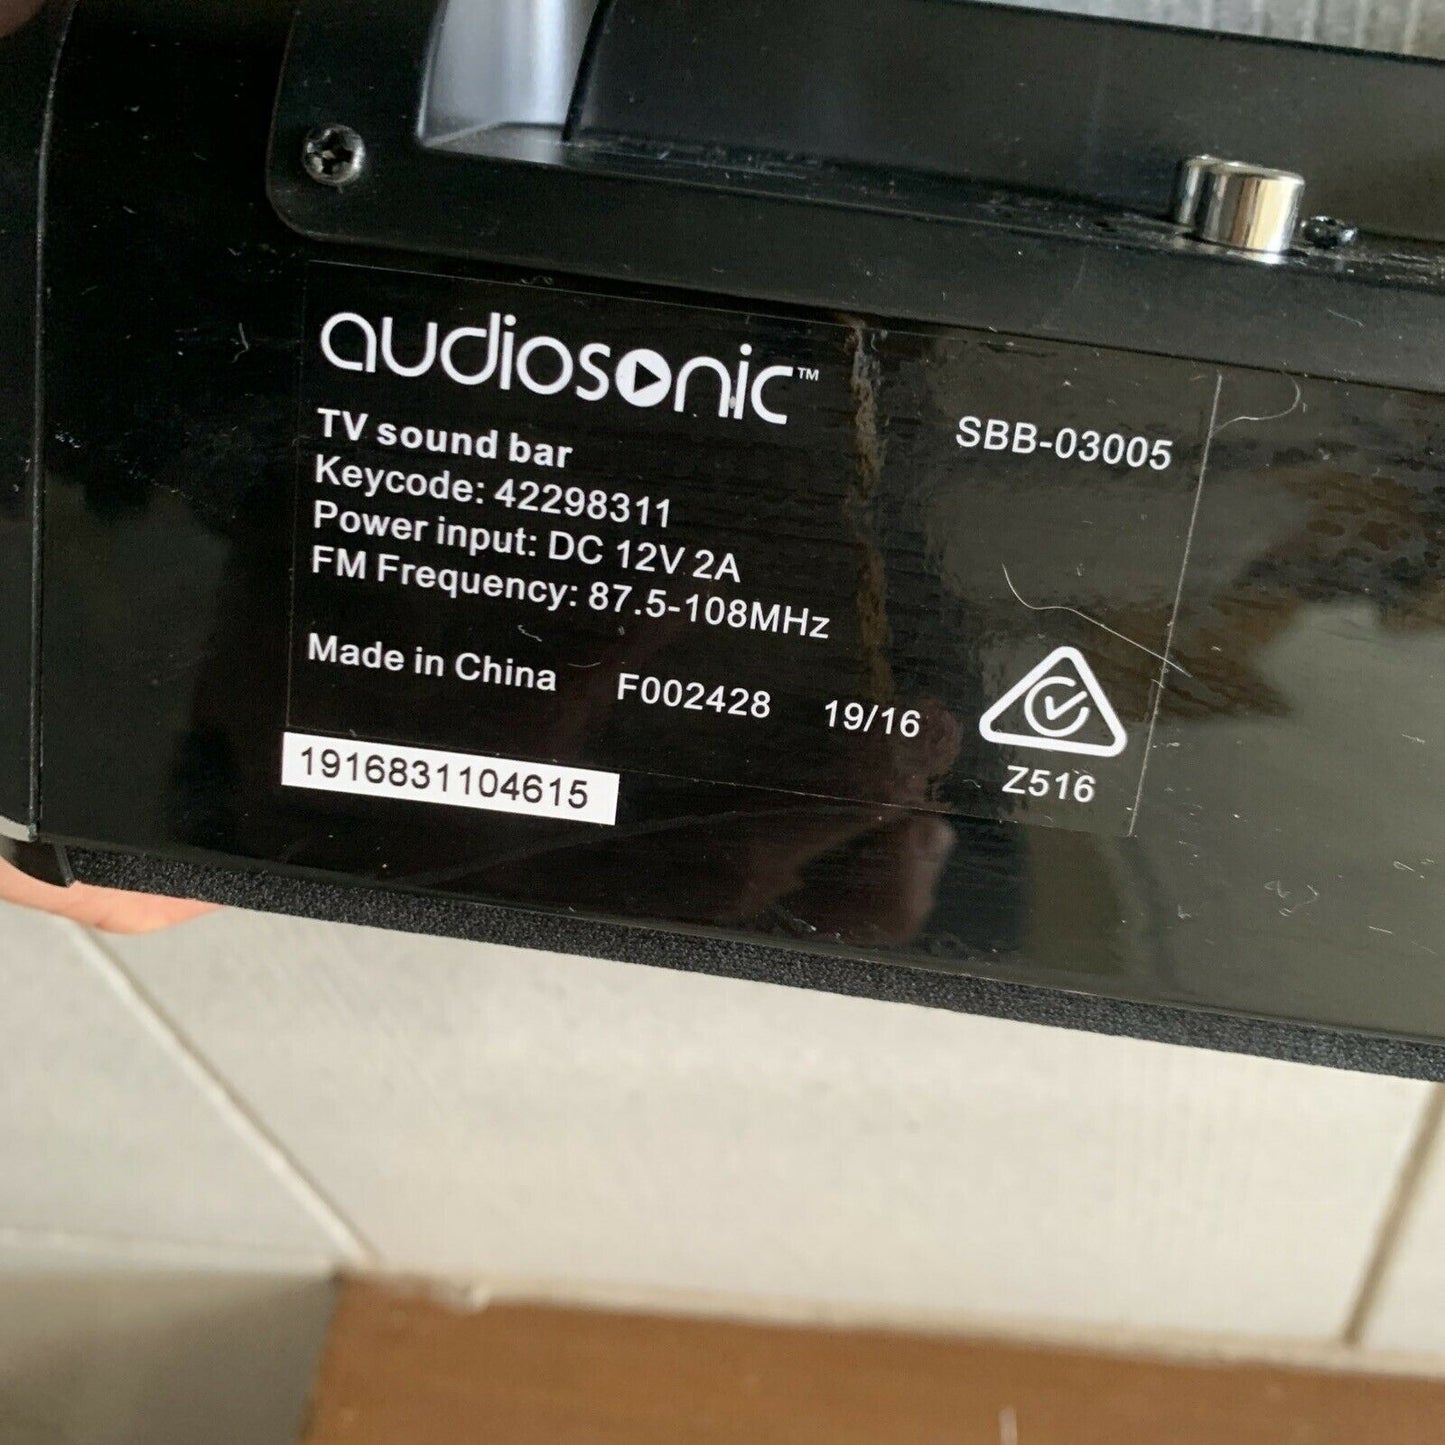 audiosonic™
SBB-03005
TV sound bar
Keycode: 42298311
Power input: DC 12V 2A
FM Frequency: 87.5-108MHz
Made in China F002428 19/16
Z516
1916831104615